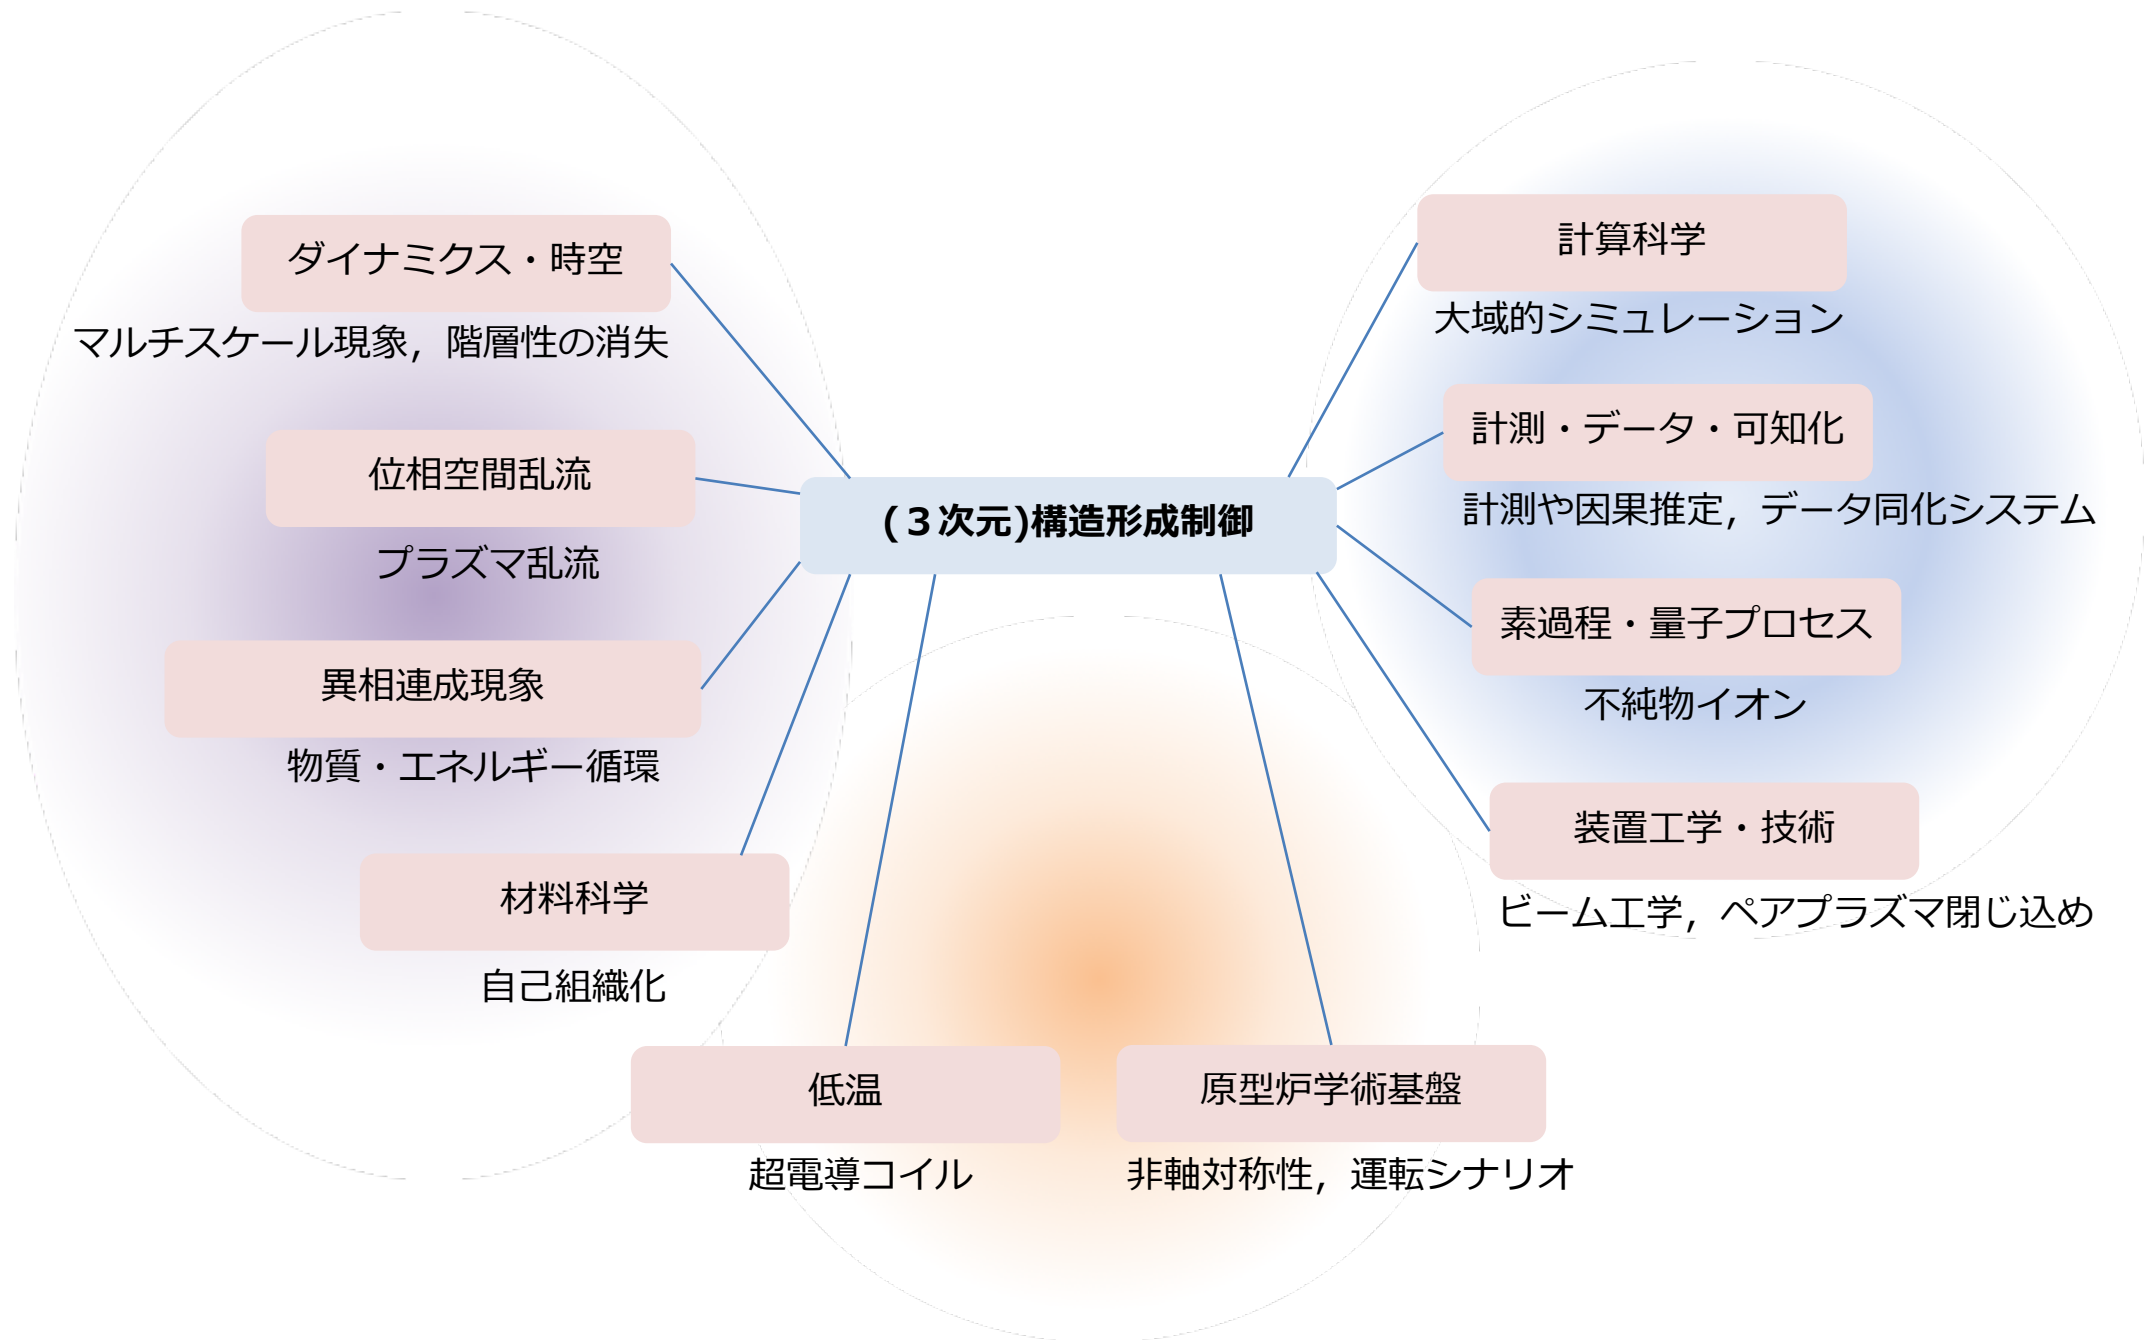 ダイナミクス・時空
マルチスケール現象，階層性の消失
位相空間乱流
プラズマ乱流
異相連成現象
物質・エネルギー循環
材料科学
自己組織化
(３次元)構造形成制御
低温
超電導コイル
原型炉学術基盤
非軸対称性，運転シナリオ
計算科学
大域的シミュレーション
計測・データ・可知化
計測や因果推定，データ同化システム
素過程・量子プロセス
不純物イオン
装置工学・技術
ビーム工学，ペアプラズマ閉じ込め